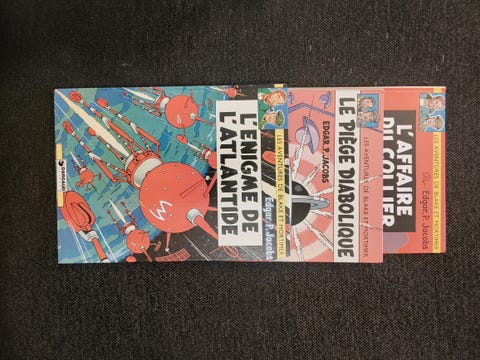 LES AVENTURES DE BLAKE ET MORTIMER
Edgar. P. Jacobs
L'ENIGME DE
L'ATLANTIDE
DARGAUD
LES AVENTURES DE BLAKE ET MORTIMER
EDGAR. P. JACOBS
LE PIÈGE DIABOLIQUE
LES AVENTURES DE BLAKE ET MORTIMER
Edgar. P. Jacobs
L'AFFAIRE
DU COLLIER